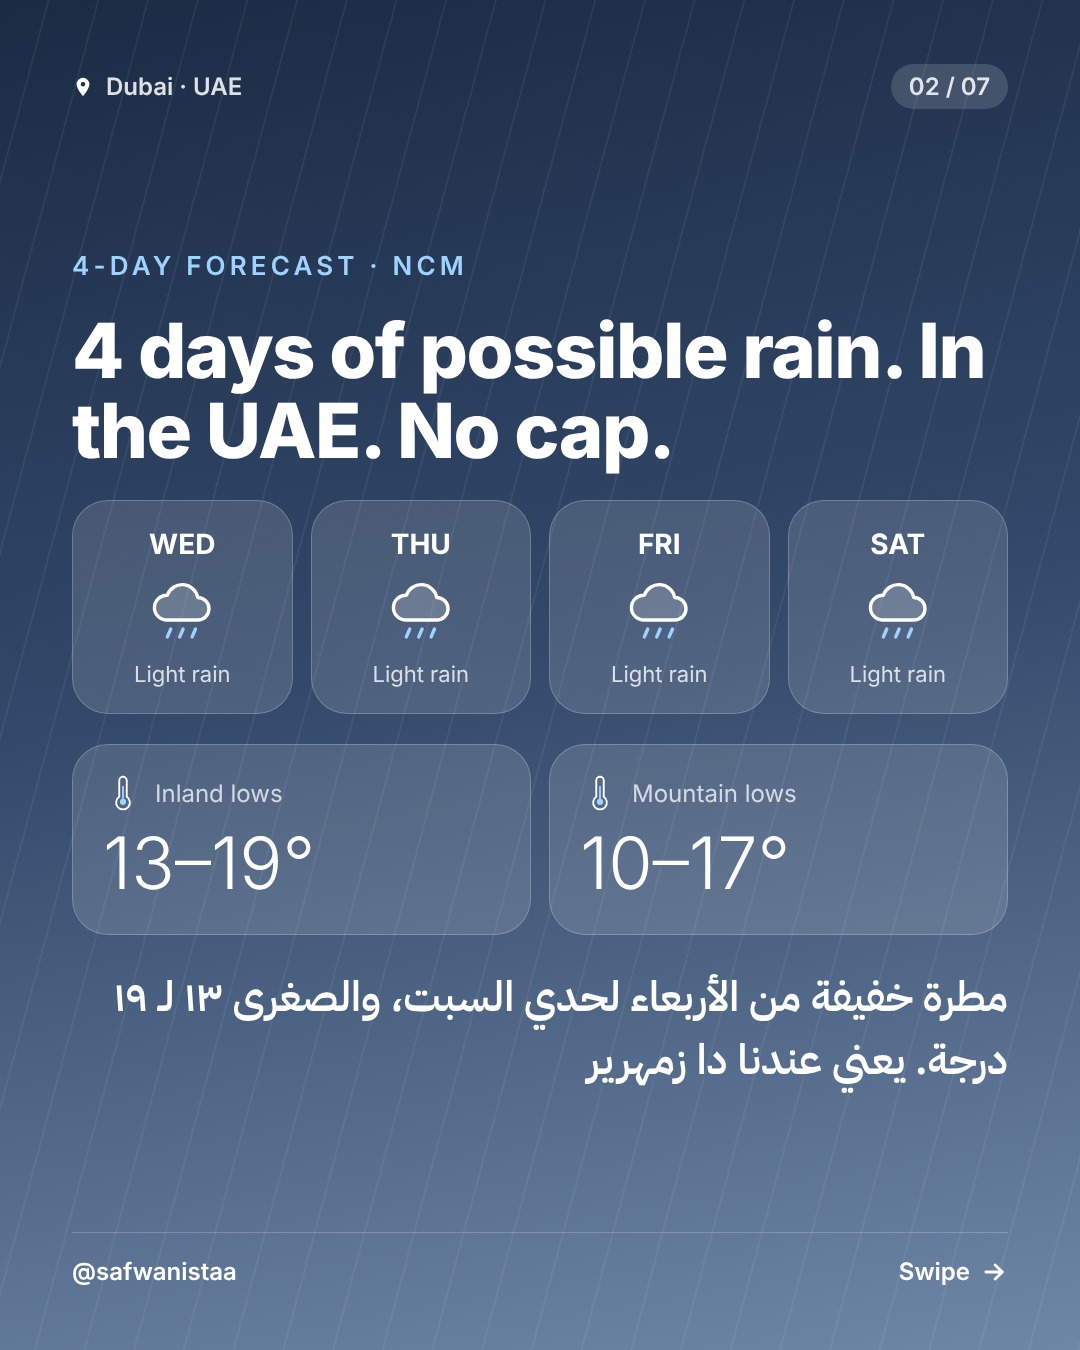 Dubai · UAE
02 / 07
4-DAY FORECAST · NCM
4 days of possible rain. In
the UAE. No cap.
WED
Light rain
THU
Light rain
FRI
Light rain
SAT
Light rain
Inland lows
13–19°
Mountain lows
10–17°
مطرة خفيفة من الأربعاء لحدي السبت، والصغرى ١٣ لـ ١٩
درجة. يعني عندنا دا زمهرير
@safwanistaa
Swipe →